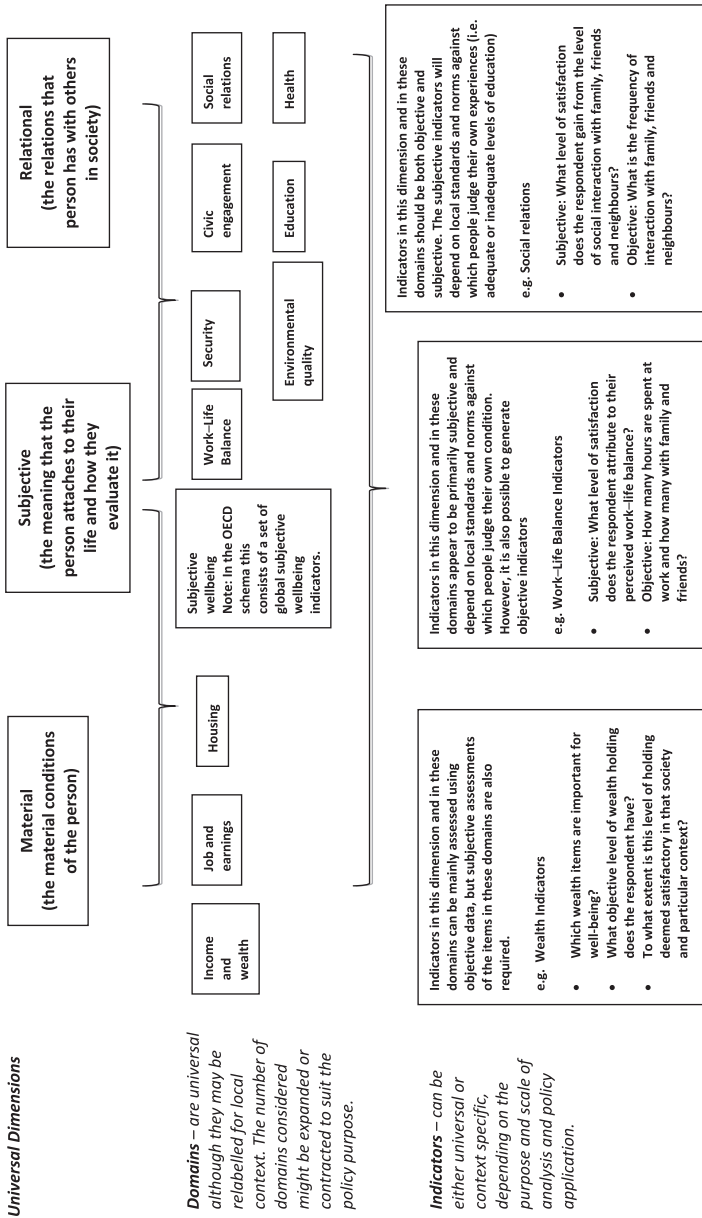 Universal Dimensions
Material
(the material conditions
of the person)
Subjective
(the meaning that the
person attaches to their
life and how they
evaluate it)
Relational
(the relations that
person has with others
in society)
Domains – are universal
although they may be
relabelled for local
context. The number of
domains considered
might be expanded or
contracted to suit the
policy purpose.
Income
and
wealth
Job and
earnings
Housing
Subjective
wellbeing
Note: In the OECD
schema this
consists of a set of
global subjective
wellbeing
indicators.
Work–Life
Balance
Security
Civic
engagement
Social
relations
Environmental
quality
Education
Health
Indicators – can be
either universal or
context specific,
depending on the
purpose and scale of
analysis and policy
application.
Indicators in this dimension and in these
domains can be mainly assessed using
objective data, but subjective assessments
of the items in these domains are also
required.
e.g. Wealth Indicators
• Which wealth items are important for
well-being?
• What objective level of wealth holding
does the respondent have?
• To what extent is this level of holding
deemed satisfactory in that society
and particular context?
Indicators in this dimension and in these
domains appear to be primarily subjective and
depend on local standards and norms against
which people judge their own condition.
However, it is also possible to generate
objective indicators
e.g. Work–Life Balance Indicators
• Subjective: What level of satisfaction
does the respondent attribute to their
perceived work–life balance?
• Objective: How many hours are spent at
work and how many with family and
friends?
Indicators in this dimension and in these
domains should be both objective and
subjective. The subjective indicators will
depend on local standards and norms against
which people judge their own experiences (i.e.
adequate or inadequate levels of education)
e.g. Social relations
• Subjective: What level of satisfaction
does the respondent gain from the level
of social interaction with family, friends
and neighbours?
• Objective: What is the frequency of
interaction with family, friends and
neighbours?